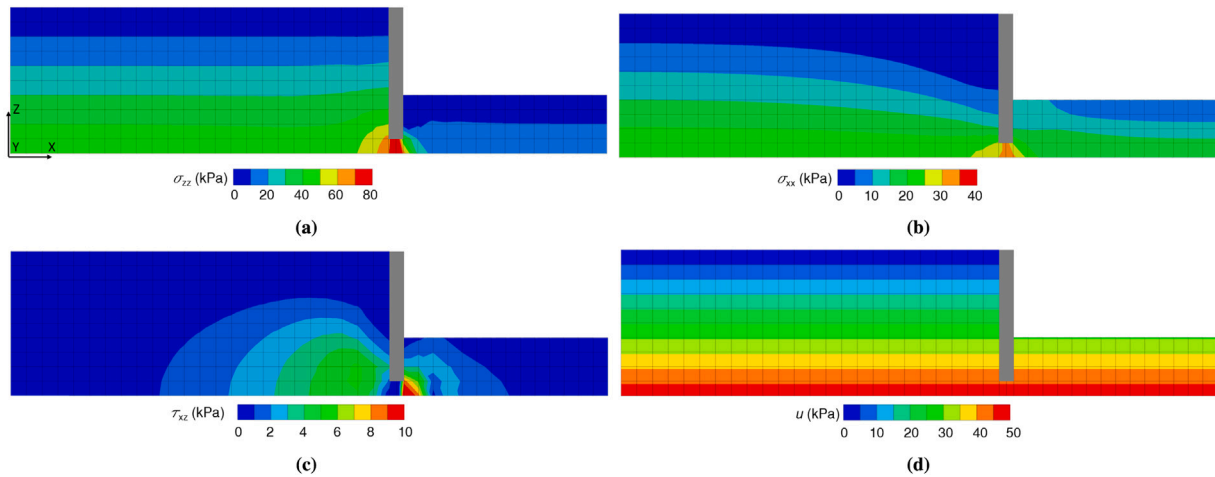 Z
Y X
σzz (kPa)
0 20 40 60 80
(a)
σxx (kPa)
0 10 20 30 40
(b)
τxz (kPa)
0 2 4 6 8 10
(c)
u (kPa)
0 10 20 30 40 50
(d)